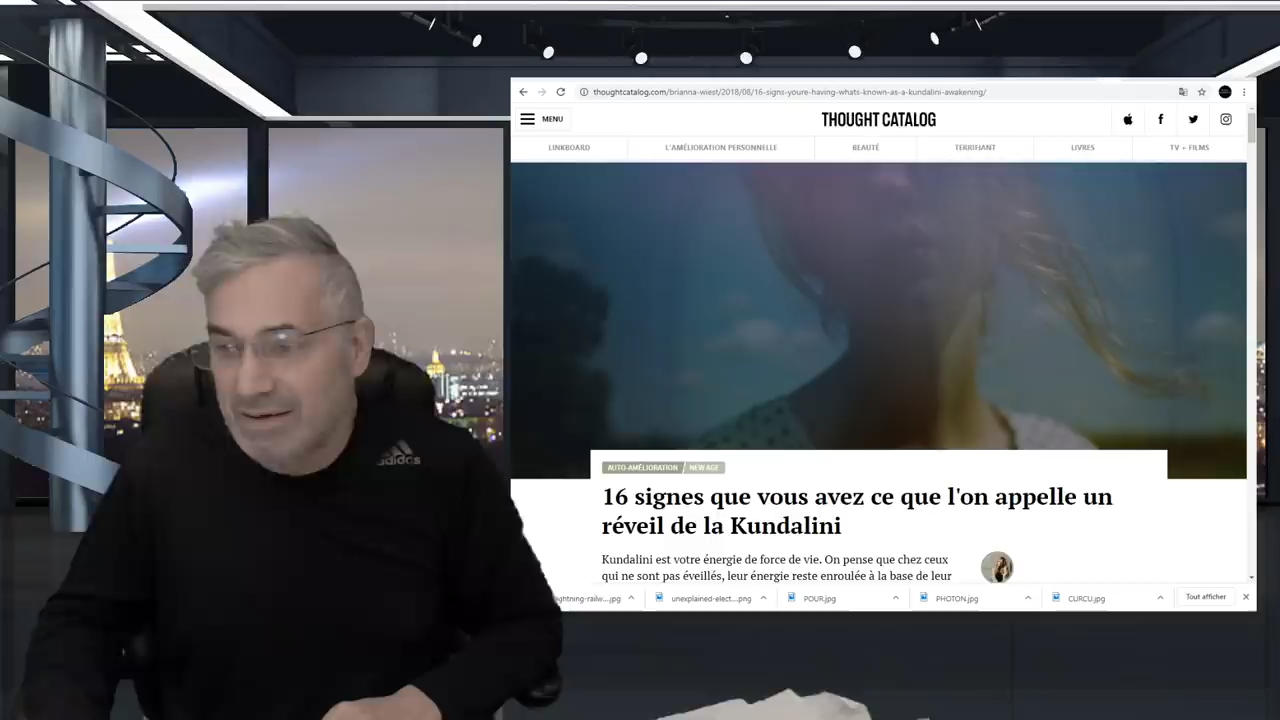 thoughtcatalog.com/brianna-wiest/2018/08/16-signs-youre-having-whats-known-as-a-kundalini-awakening/
MENU
THOUGHT CATALOG
LINKBOARD
L'AMÉLIORATION PERSONNELLE
BEAUTÉ
TERRIFIANT
LIVRES
TV + FILMS
AUTO-AMÉLIORATION / NEW AGE
16 signes que vous avez ce que l'on appelle un
réveil de la Kundalini
Kundalini est votre énergie de force de vie. On pense que chez ceux
qui ne sont pas éveillés, leur énergie reste enroulée à la base de leur
adidas
ightning-railw....jpg
unexplained-elect....png
POUR.jpg
PHOTON.jpg
CURCU.jpg
Tout afficher